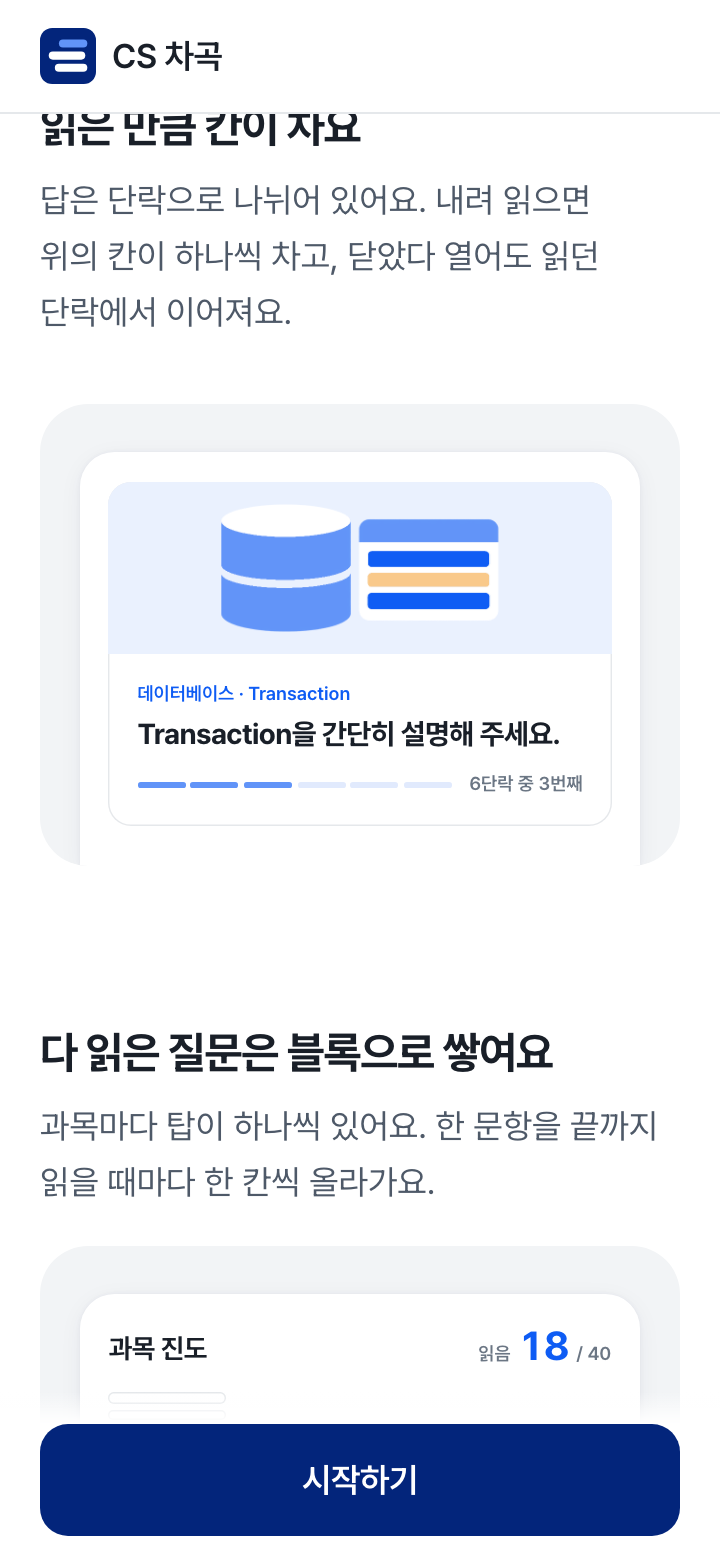 CS 차곡
읽은 만큼 칸이 차요
답은 단락으로 나뉘어 있어요. 내려 읽으면
위의 칸이 하나씩 차고, 닫았다 열어도 읽던
단락에서 이어져요.
데이터베이스 · Transaction
Transaction을 간단히 설명해 주세요.
6단락 중 3번째
다 읽은 질문은 블록으로 쌓여요
과목마다 탑이 하나씩 있어요. 한 문항을 끝까지
읽을 때마다 한 칸씩 올라가요.
과목 진도
읽음 18 / 40
시작하기